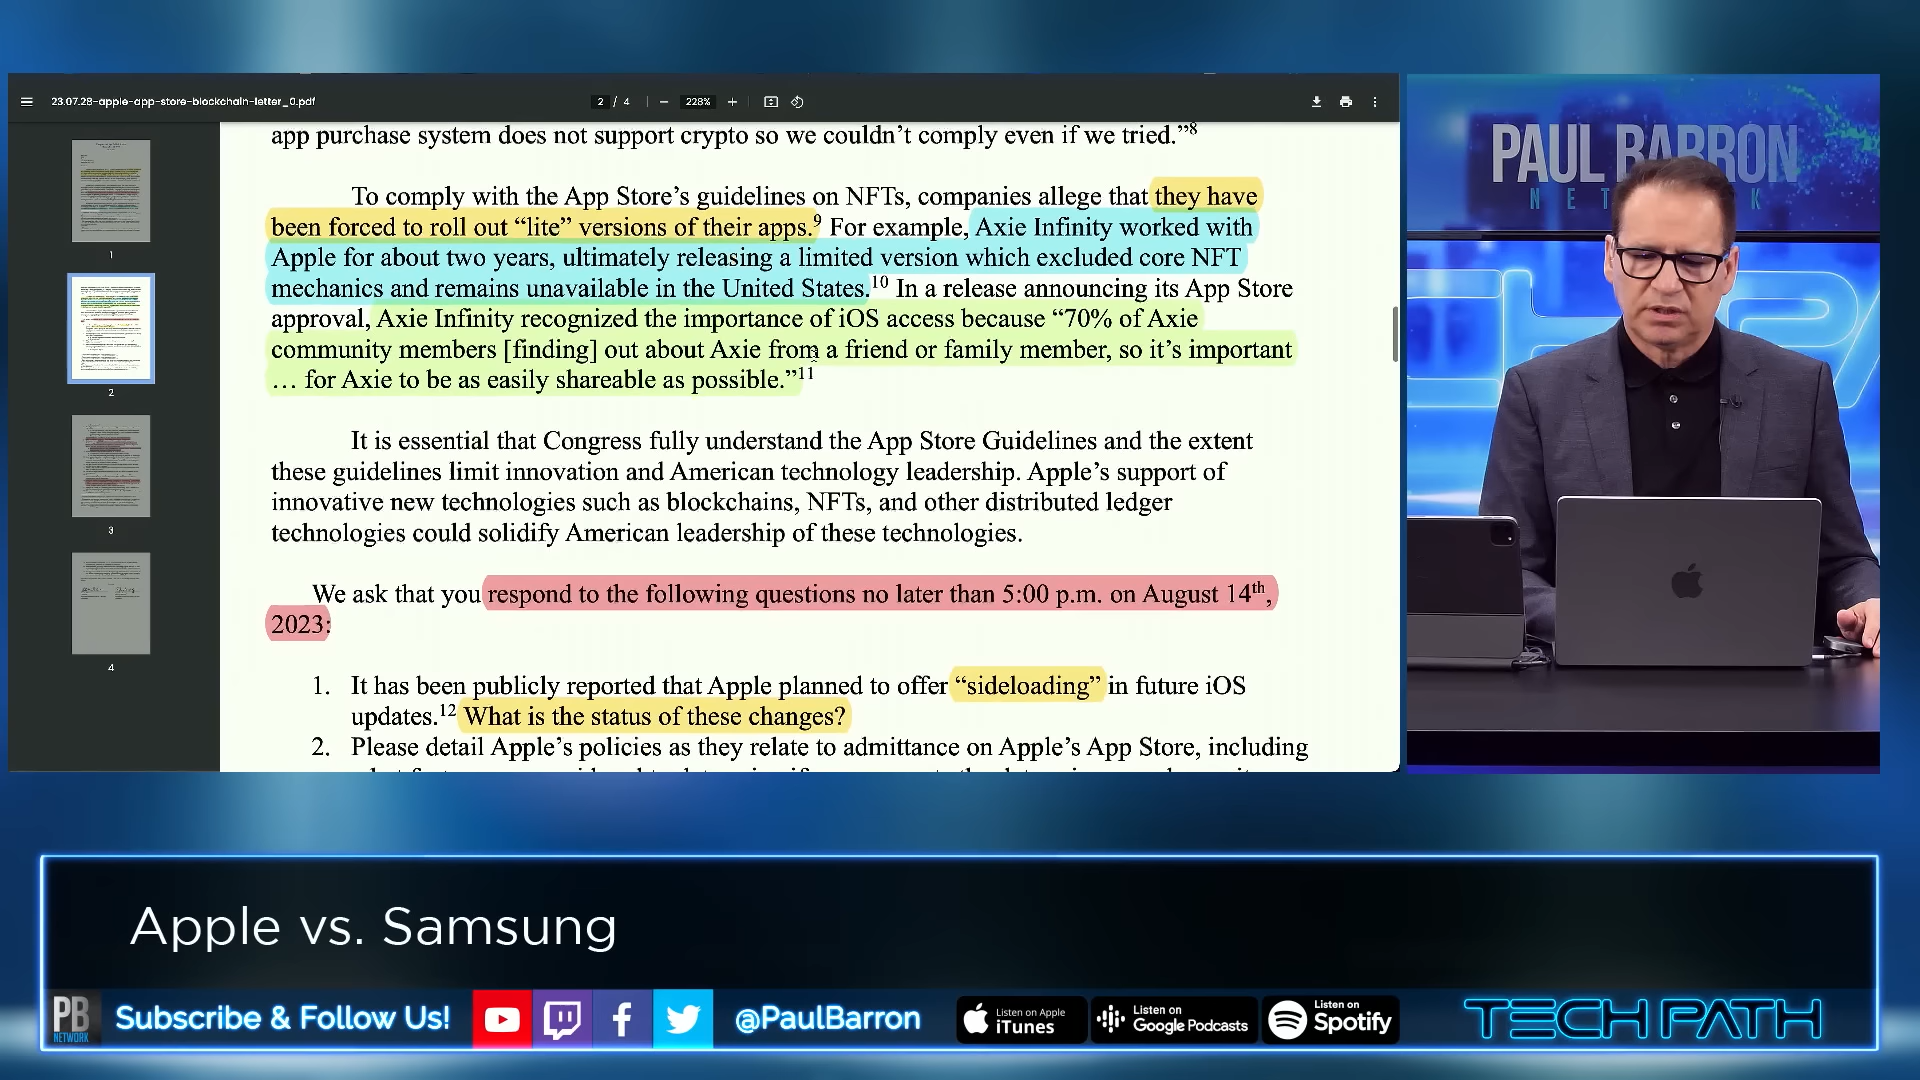 23.07.28-apple-app-store-blockchain-letter_0.pdf
2 / 4
228%
1
2
3
4
app purchase system does not support crypto so we couldn’t comply even if we tried.”8
To comply with the App Store’s guidelines on NFTs, companies allege that they have
been forced to roll out “lite” versions of their apps.9 For example, Axie Infinity worked with
Apple for about two years, ultimately releasing a limited version which excluded core NFT
mechanics and remains unavailable in the United States.10 In a release announcing its App Store
approval, Axie Infinity recognized the importance of iOS access because “70% of Axie
community members [finding] out about Axie from a friend or family member, so it’s important
… for Axie to be as easily shareable as possible.”11
It is essential that Congress fully understand the App Store Guidelines and the extent
these guidelines limit innovation and American technology leadership. Apple’s support of
innovative new technologies such as blockchains, NFTs, and other distributed ledger
technologies could solidify American leadership of these technologies.
We ask that you respond to the following questions no later than 5:00 p.m. on August 14th,
2023:
1. It has been publicly reported that Apple planned to offer “sideloading” in future iOS
updates.12 What is the status of these changes?
2. Please detail Apple’s policies as they relate to admittance on Apple’s App Store, including
PAUL BARRON
Apple vs. Samsung
PB
NETWORK
Subscribe & Follow Us!
@PaulBarron
Listen on Apple
iTunes
Listen on
Google Podcasts
Listen on
Spotify
TECH PATH